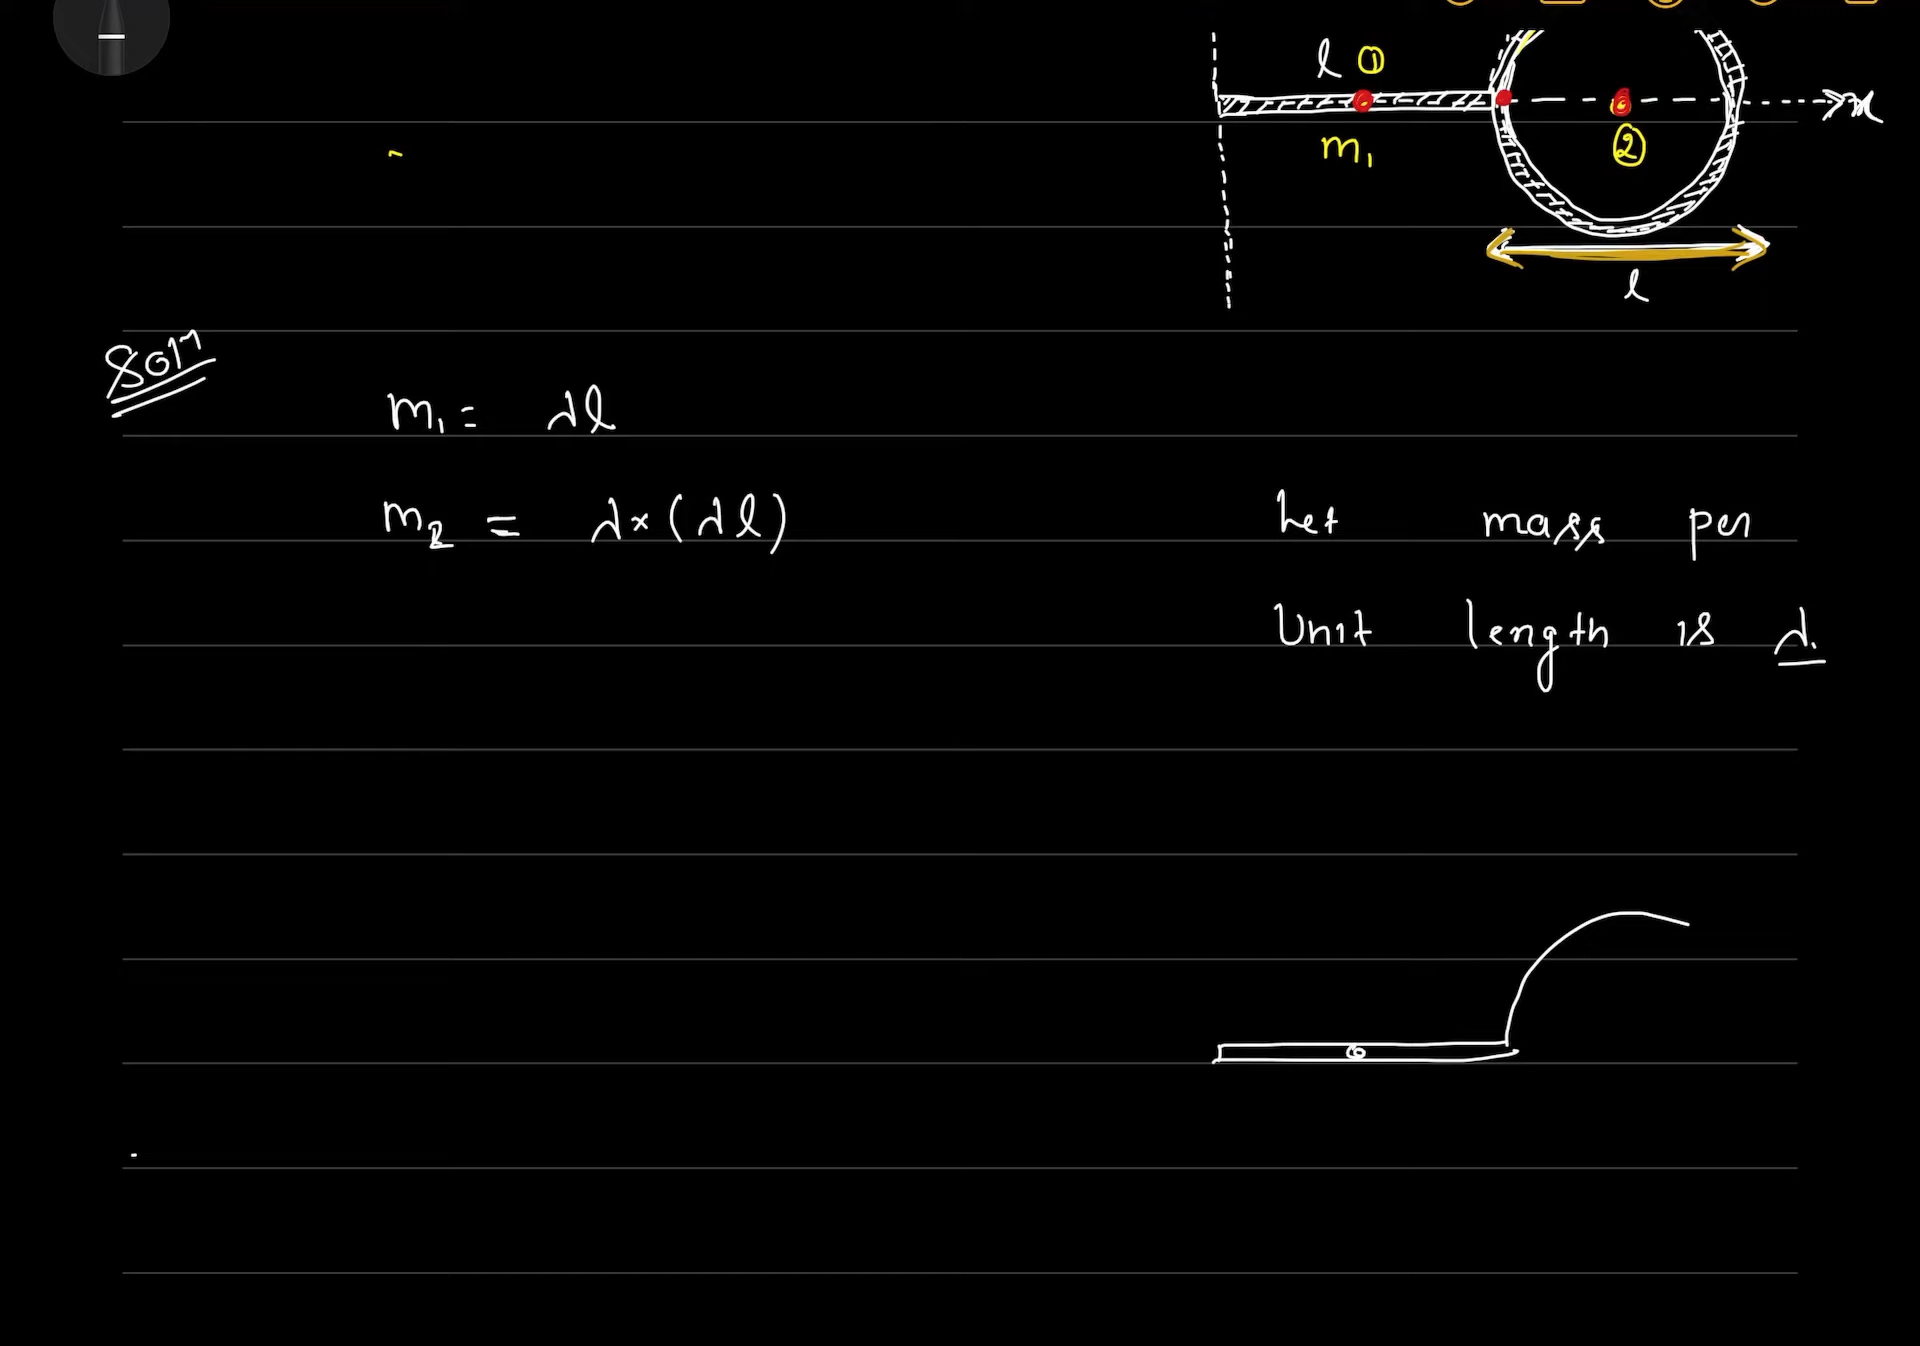 l ①
x
m₁
②
l
Soln
m₁ = λl
m₂ = λ×(λl)
Let mass per
Unit length is λ.